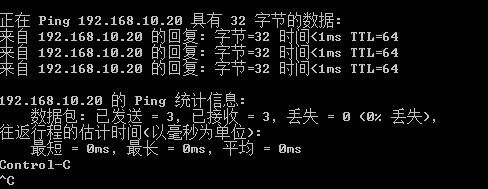 正在 Ping 192.168.10.20 具有 32 字节的数据:
来自 192.168.10.20 的回复: 字节=32 时间<1ms TTL=64
来自 192.168.10.20 的回复: 字节=32 时间<1ms TTL=64
来自 192.168.10.20 的回复: 字节=32 时间<1ms TTL=64
192.168.10.20 的 Ping 统计信息:
数据包: 已发送 = 3, 已接收 = 3, 丢失 = 0 (0% 丢失),
往返行程的估计时间(以毫秒为单位):
最短 = 0ms, 最长 = 0ms, 平均 = 0ms
Control-C
^C